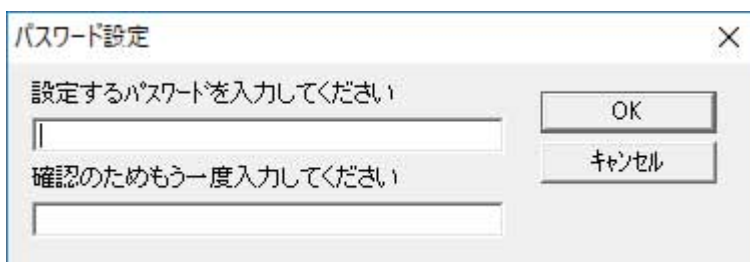 パスワード設定
設定するパスワードを入力してください
OK
確認のためもう一度入力してください
キャンセル